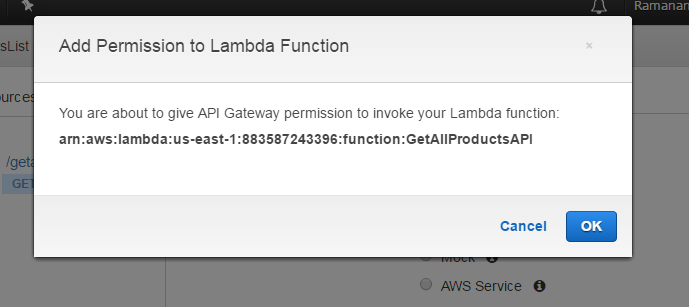 Ramanan
Add Permission to Lambda Function
×
sList
ources
You are about to give API Gateway permission to invoke your Lambda function:
arn:aws:lambda:us-east-1:883587243396:function:GetAllProductsAPI
/geta
GET
Cancel
OK
Mock
AWS Service